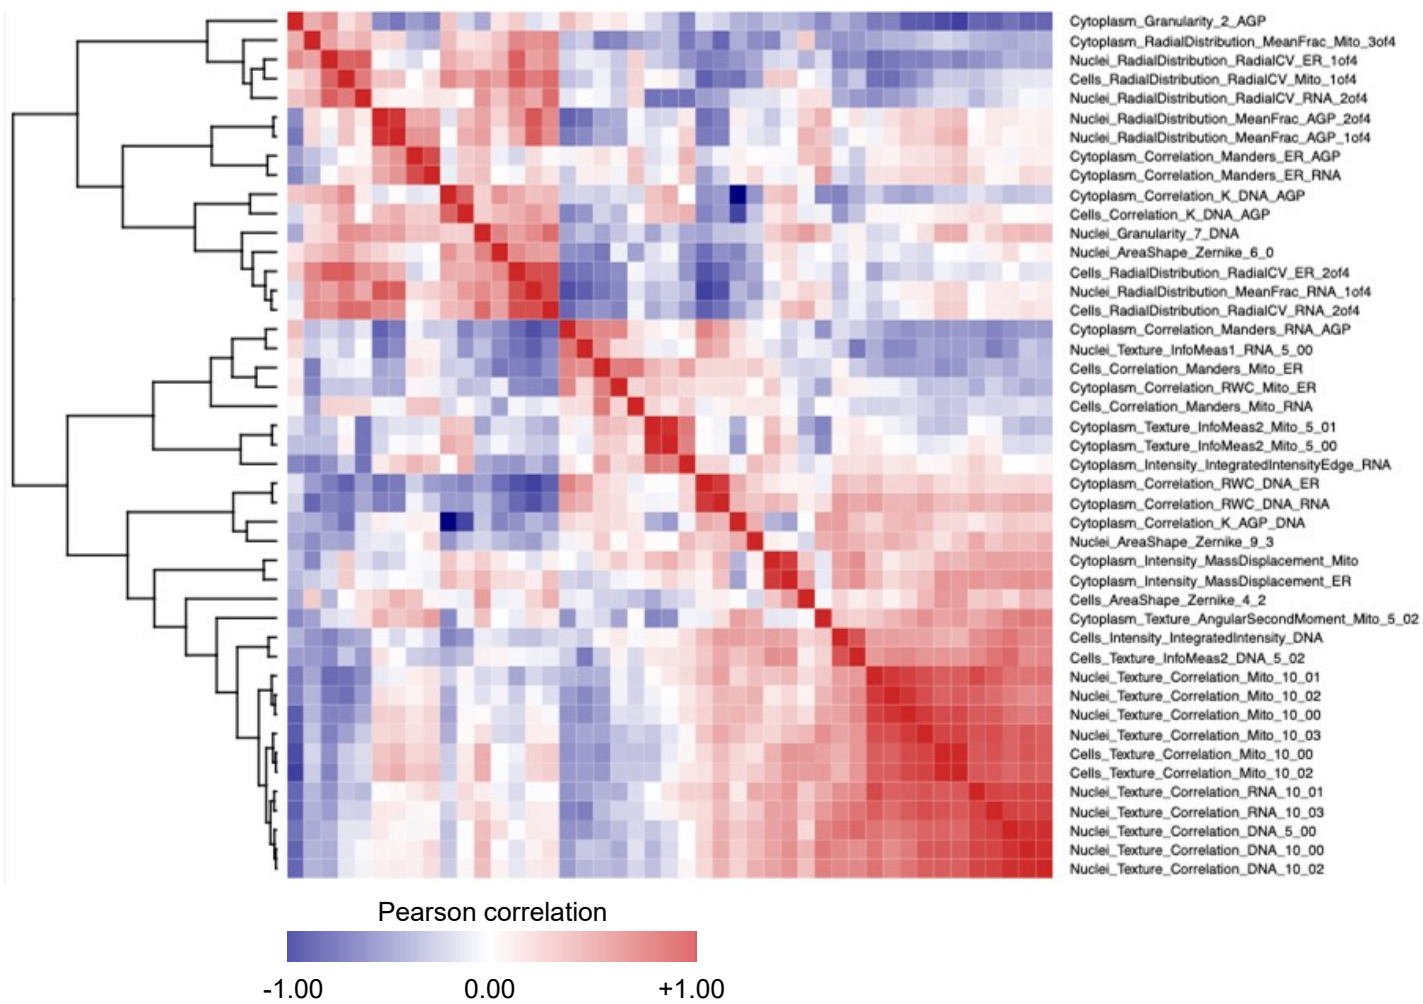 Cytoplasm_Granularity_2_AGP
Cytoplasm_RadialDistribution_MeanFrac_Mito_3of4
Nuclei_RadialDistribution_RadialCV_ER_1of4
Cells_RadialDistribution_RadialCV_Mito_1of4
Nuclei_RadialDistribution_RadialCV_RNA_2of4
Nuclei_RadialDistribution_MeanFrac_AGP_2of4
Nuclei_RadialDistribution_MeanFrac_AGP_1of4
Cytoplasm_Correlation_Manders_ER_AGP
Cytoplasm_Correlation_Manders_ER_RNA
Cytoplasm_Correlation_K_DNA_AGP
Cells_Correlation_K_DNA_AGP
Nuclei_Granularity_7_DNA
Nuclei_AreaShape_Zernike_6_0
Cells_RadialDistribution_RadialCV_ER_2of4
Nuclei_RadialDistribution_MeanFrac_RNA_1of4
Cells_RadialDistribution_RadialCV_RNA_2of4
Cytoplasm_Correlation_Manders_RNA_AGP
Nuclei_Texture_InfoMeas1_RNA_5_00
Cells_Correlation_Manders_Mito_ER
Cytoplasm_Correlation_RWC_Mito_ER
Cells_Correlation_Manders_Mito_RNA
Cytoplasm_Texture_InfoMeas2_Mito_5_01
Cytoplasm_Texture_InfoMeas2_Mito_5_00
Cytoplasm_Intensity_IntegratedIntensityEdge_RNA
Cytoplasm_Correlation_RWC_DNA_ER
Cytoplasm_Correlation_RWC_DNA_RNA
Cytoplasm_Correlation_K_AGP_DNA
Nuclei_AreaShape_Zernike_9_3
Cytoplasm_Intensity_MassDisplacement_Mito
Cytoplasm_Intensity_MassDisplacement_ER
Cells_AreaShape_Zernike_4_2
Cytoplasm_Texture_AngularSecondMoment_Mito_5_02
Cells_Intensity_IntegratedIntensity_DNA
Cells_Texture_InfoMeas2_DNA_5_02
Nuclei_Texture_Correlation_Mito_10_01
Nuclei_Texture_Correlation_Mito_10_02
Nuclei_Texture_Correlation_Mito_10_00
Nuclei_Texture_Correlation_Mito_10_03
Cells_Texture_Correlation_Mito_10_00
Cells_Texture_Correlation_Mito_10_02
Nuclei_Texture_Correlation_RNA_10_01
Nuclei_Texture_Correlation_RNA_10_03
Nuclei_Texture_Correlation_DNA_5_00
Nuclei_Texture_Correlation_DNA_10_00
Nuclei_Texture_Correlation_DNA_10_02
Pearson correlation
-1.00 0.00 +1.00